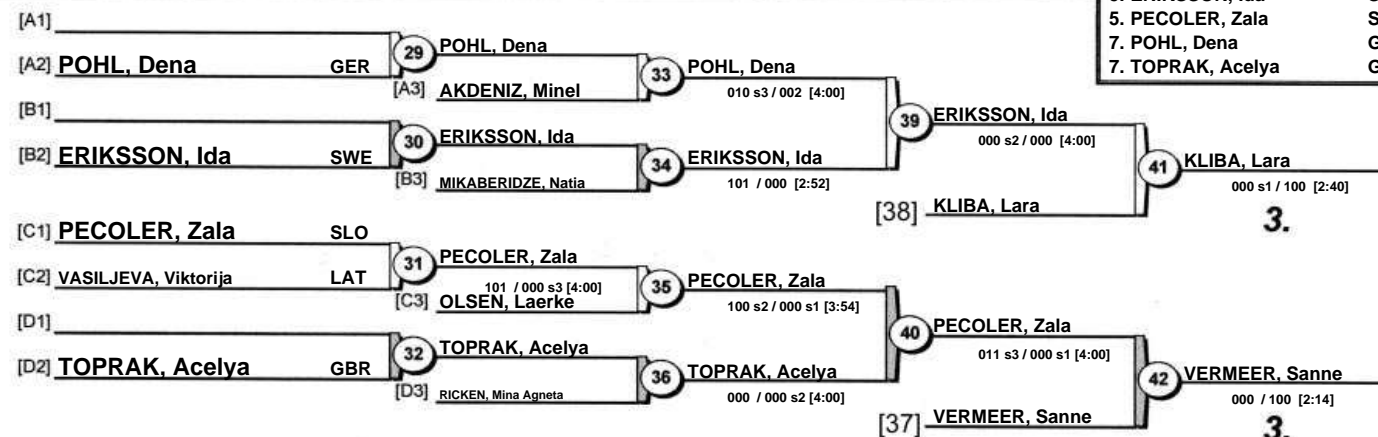 5. PECOLER, Zala S
7. POHL, Dena G
7. TOPRAK, Acelya G
[A1]
[A2] POHL, Dena GER
29
POHL, Dena
[A3] AKDENIZ, Minel
33
POHL, Dena
010 s3 / 002 [4:00]
[B1]
[B2] ERIKSSON, Ida SWE
30
ERIKSSON, Ida
[B3] MIKABERIDZE, Natia
34
ERIKSSON, Ida
101 / 000 [2:52]
39
ERIKSSON, Ida
000 s2 / 000 [4:00]
[38] KLIBA, Lara
41
KLIBA, Lara
000 s1 / 100 [2:40]
3.
[C1] PECOLER, Zala SLO
[C2] VASILJEVA, Viktorija LAT
31
PECOLER, Zala
101 / 000 s3 [4:00]
[C3] OLSEN, Laerke
35
PECOLER, Zala
100 s2 / 000 s1 [3:54]
[D1]
[D2] TOPRAK, Acelya GBR
32
TOPRAK, Acelya
[D3] RICKEN, Mina Agneta
36
TOPRAK, Acelya
000 / 000 s2 [4:00]
40
PECOLER, Zala
011 s3 / 000 s1 [4:00]
[37] VERMEER, Sanne
42
VERMEER, Sanne
000 / 100 [2:14]
3.